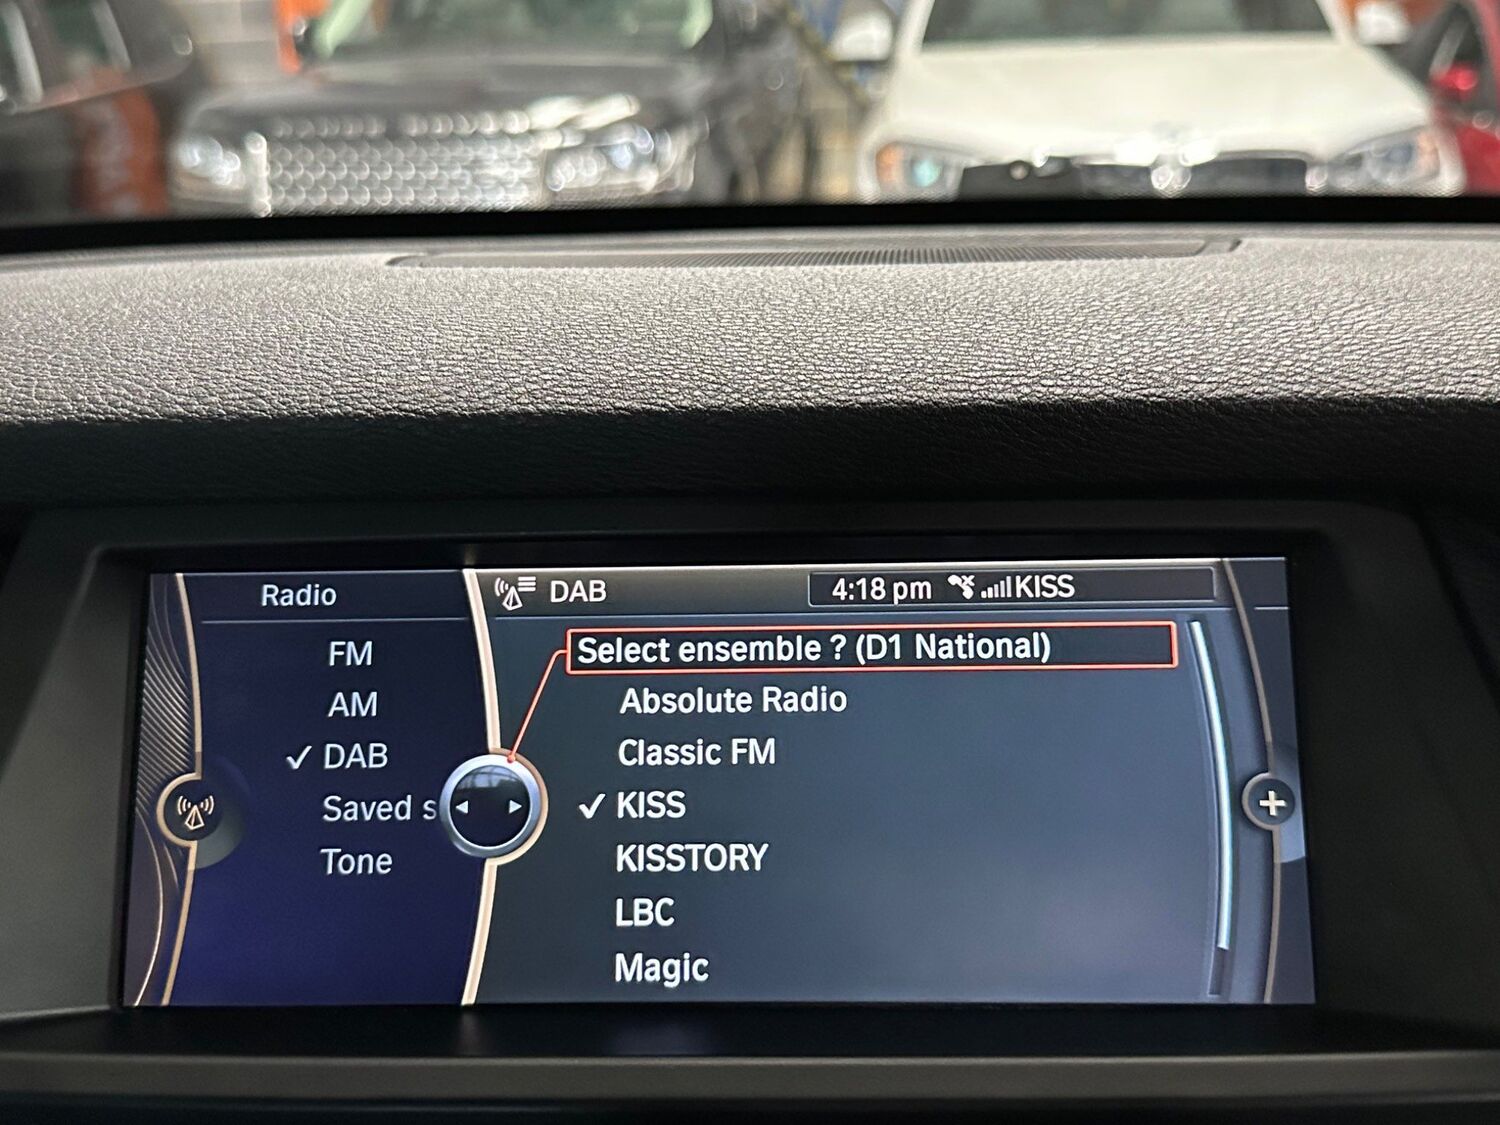 Radio
FM
AM
✓ DAB
Saved s
Tone
DAB
4:18 pm KISS
Select ensemble ? (D1 National)
Absolute Radio
Classic FM
✓ KISS
KISSTORY
LBC
Magic